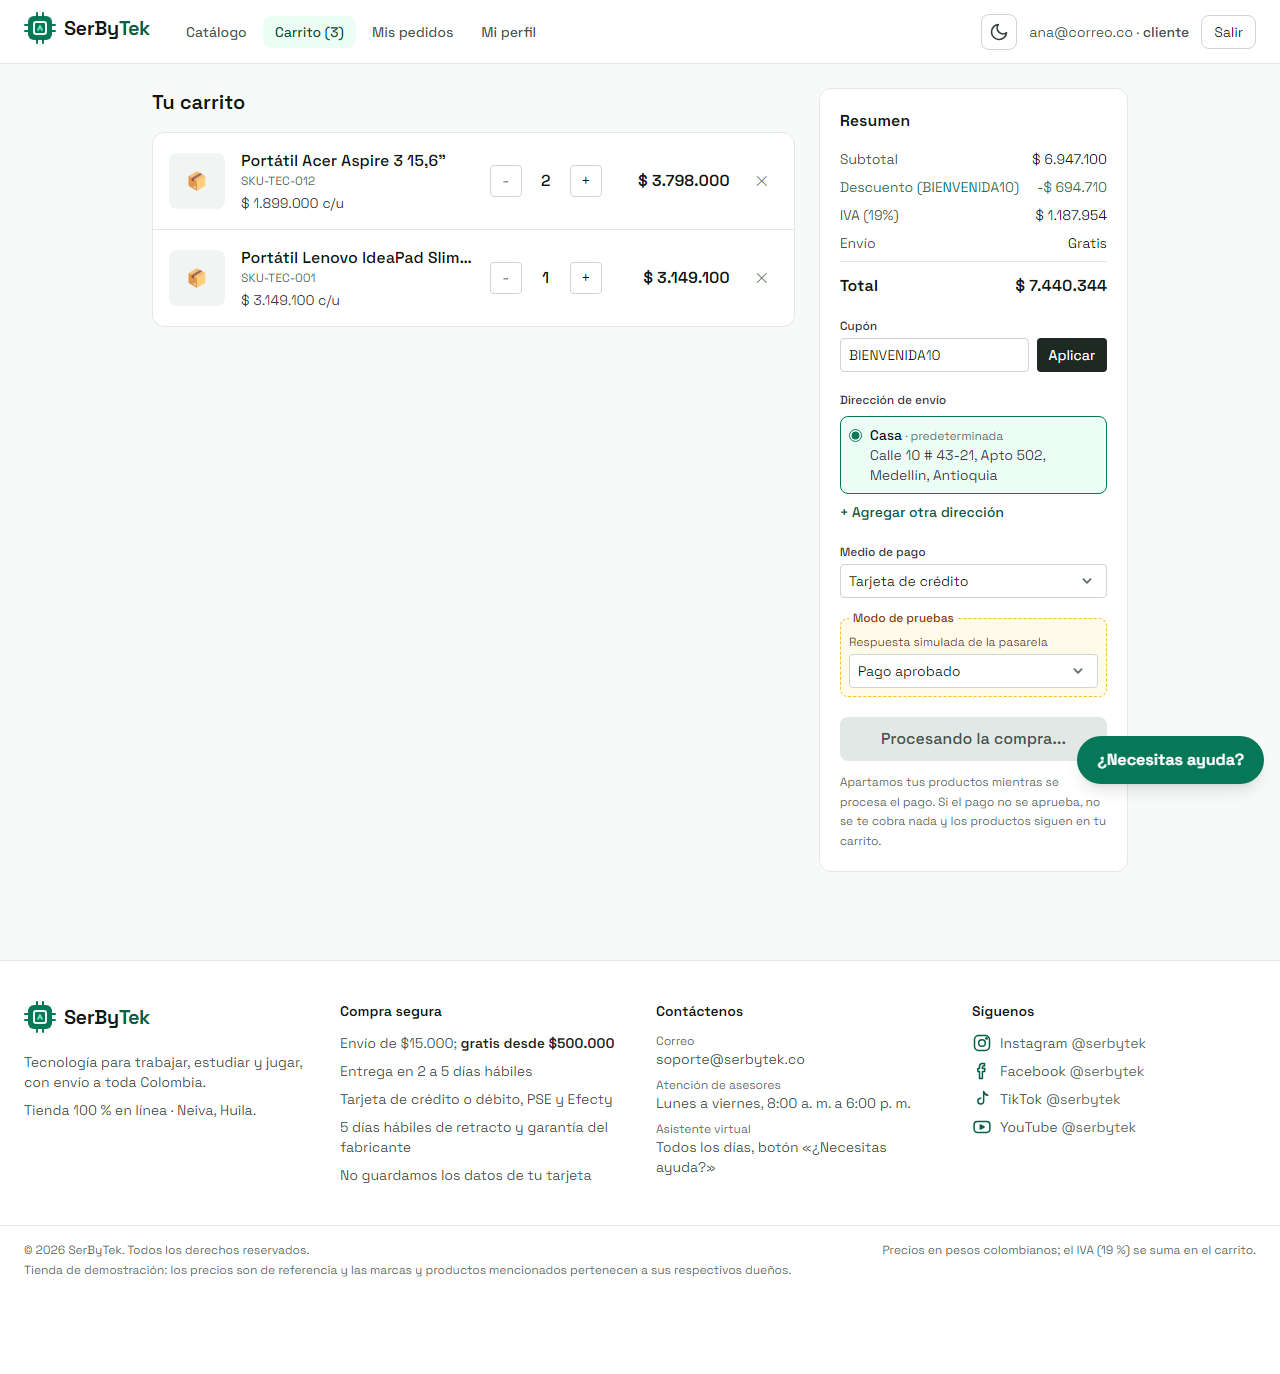 SerByTek
Catálogo
Carrito (3)
Mis pedidos
Mi perfil
ana@correo.co · cliente
Salir
Tu carrito
Portátil Acer Aspire 3 15,6”
SKU-TEC-012
$ 1.899.000 c/u
-
2
+
$ 3.798.000
Portátil Lenovo IdeaPad Slim...
SKU-TEC-001
$ 3.149.100 c/u
-
1
+
$ 3.149.100
Resumen
Subtotal $ 6.947.100
Descuento (BIENVENIDA10) -$ 694.710
IVA (19%) $ 1.187.954
Envío Gratis
Total $ 7.440.344
Cupón
BIENVENIDA10
Aplicar
Dirección de envío
Casa · predeterminada
Calle 10 # 43-21, Apto 502,
Medellín, Antioquia
+ Agregar otra dirección
Medio de pago
Tarjeta de crédito
Modo de pruebas
Respuesta simulada de la pasarela
Pago aprobado
Procesando la compra...
¿Necesitas ayuda?
Apartamos tus productos mientras se
procesa el pago. Si el pago no se aprueba, no
se te cobra nada y los productos siguen en tu
carrito.
SerByTek
Tecnología para trabajar, estudiar y jugar,
con envío a toda Colombia.
Tienda 100 % en línea · Neiva, Huila.
Compra segura
Envío de $15.000; gratis desde $500.000
Entrega en 2 a 5 días hábiles
Tarjeta de crédito o débito, PSE y Efecty
5 días hábiles de retracto y garantía del
fabricante
No guardamos los datos de tu tarjeta
Contáctenos
Correo
soporte@serbytek.co
Atención de asesores
Lunes a viernes, 8:00 a. m. a 6:00 p. m.
Asistente virtual
Todos los días, botón «¿Necesitas
ayuda?»
Síguenos
Instagram @serbytek
Facebook @serbytek
TikTok @serbytek
YouTube @serbytek
© 2026 SerByTek. Todos los derechos reservados.
Precios en pesos colombianos; el IVA (19 %) se suma en el carrito.
Tienda de demostración: los precios son de referencia y las marcas y productos mencionados pertenecen a sus respectivos dueños.